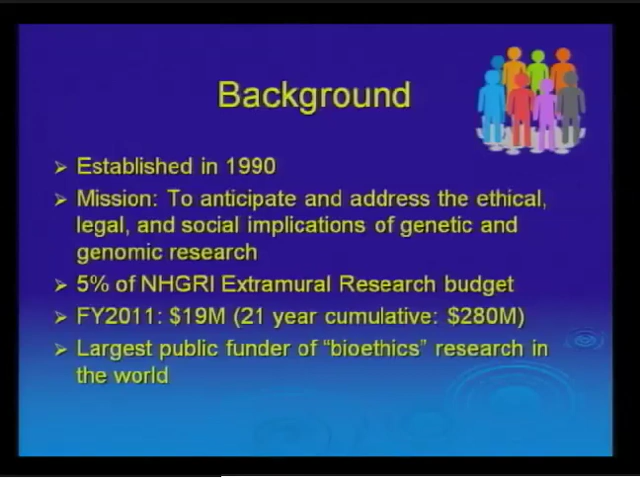 Background
➢ Established in 1990
➢ Mission: To anticipate and address the ethical,
legal, and social implications of genetic and
genomic research
➢ 5% of NHGRI Extramural Research budget
➢ FY2011: $19M (21 year cumulative: $280M)
➢ Largest public funder of “bioethics” research in
the world